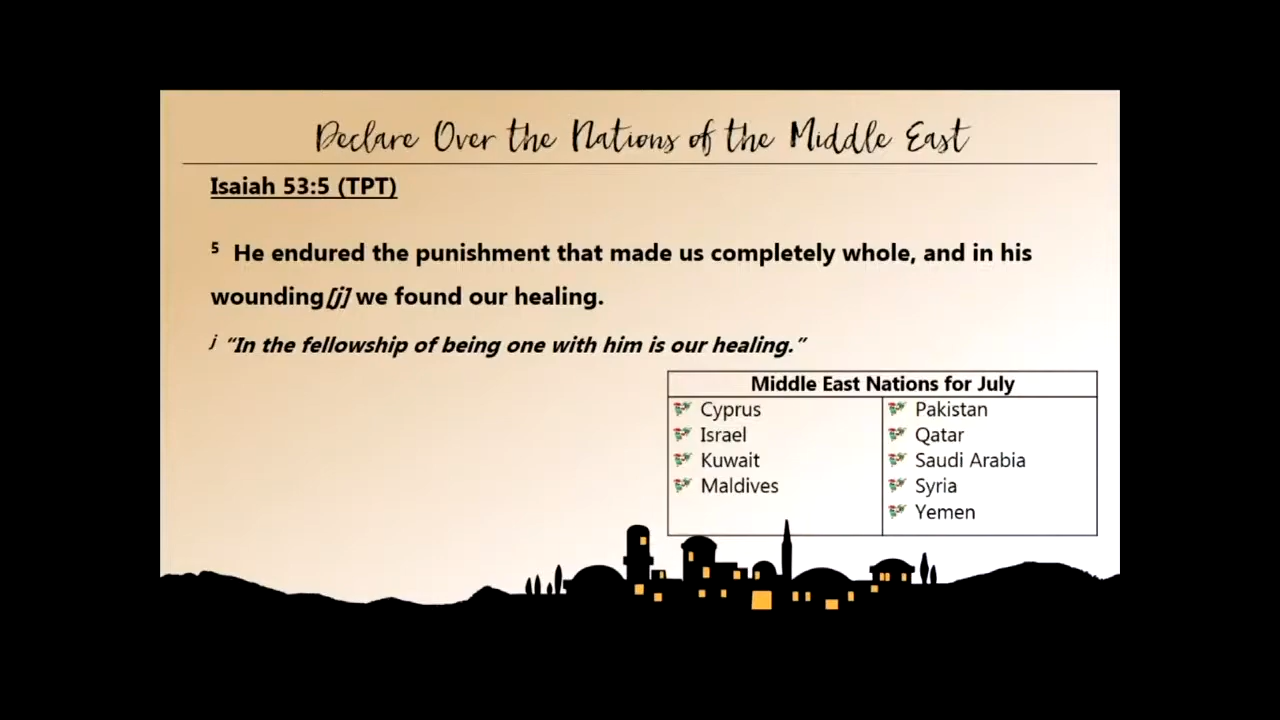 Declare Over the Nations of the Middle East
Isaiah 53:5 (TPT)
5 He endured the punishment that made us completely whole, and in his
wounding[j] we found our healing.
j “In the fellowship of being one with him is our healing.”
Middle East Nations for July
Cyprus
Israel
Kuwait
Maldives
Pakistan
Qatar
Saudi Arabia
Syria
Yemen